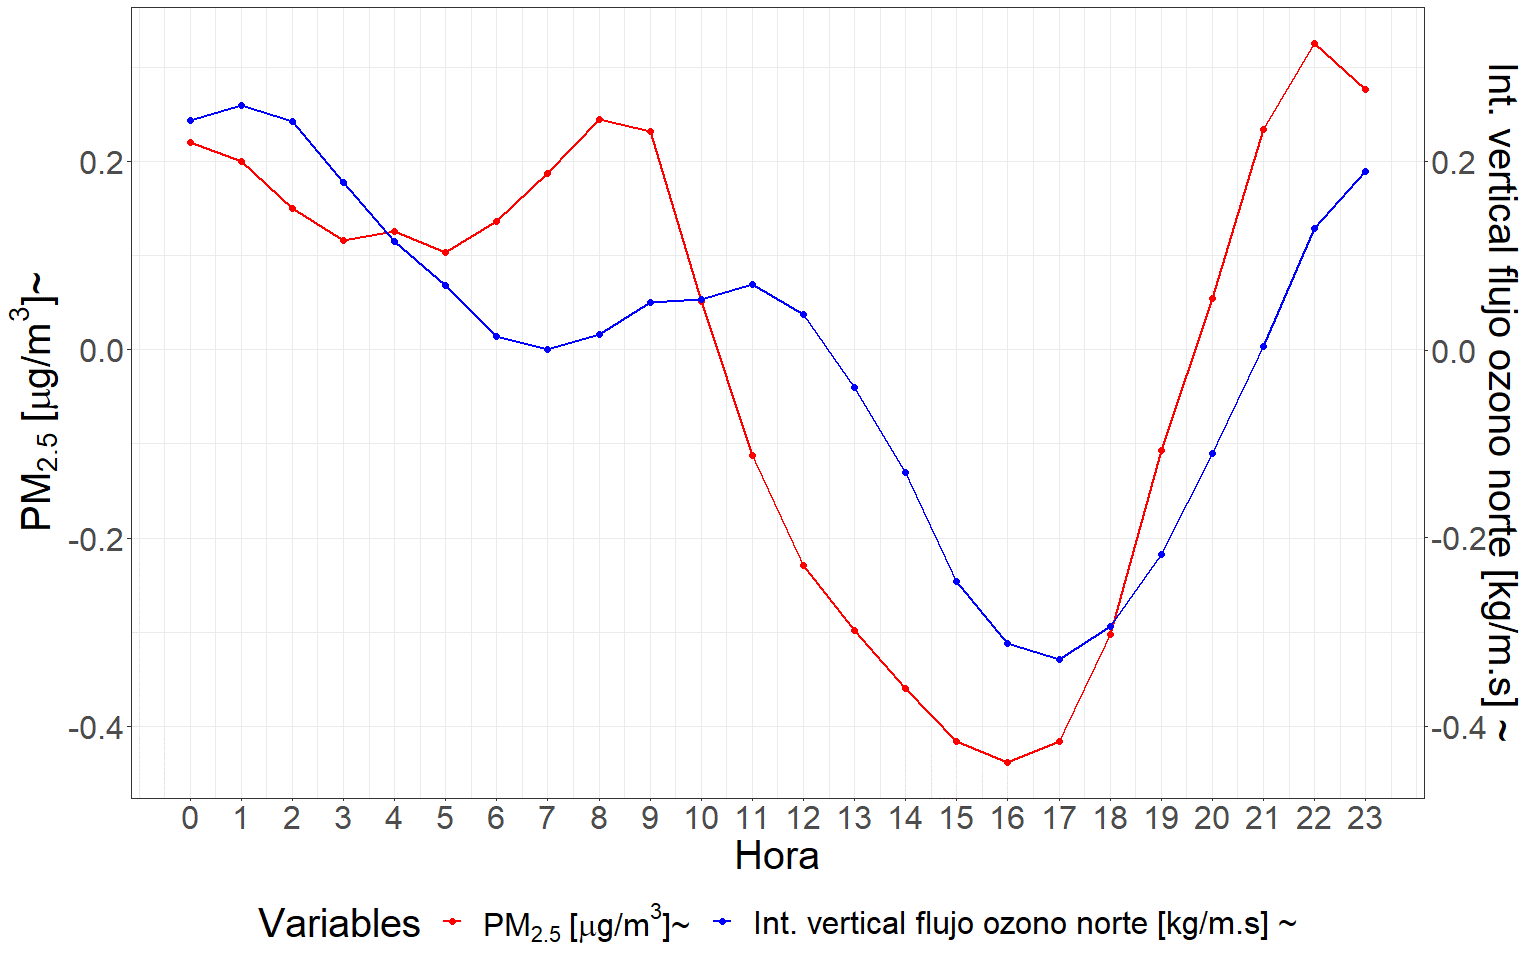 PM2.5 [μg/m3]~
0.2
0.0
-0.2
-0.4
0.2
0.0
-0.2
-0.4
Int. vertical flujo ozono norte [kg/m.s] ~
0 1 2 3 4 5 6 7 8 9 10 11 12 13 14 15 16 17 18 19 20 21 22 23
Hora
Variables PM2.5 [μg/m3]~ Int. vertical flujo ozono norte [kg/m.s] ~